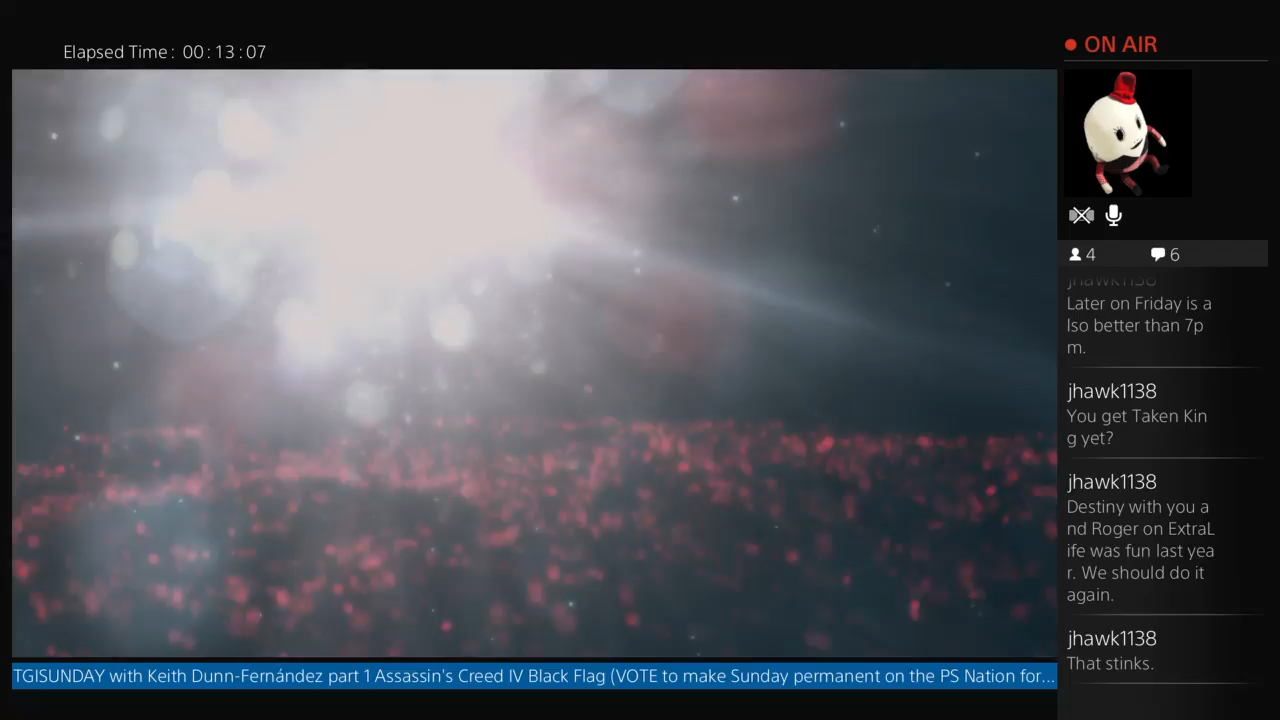 Elapsed Time: 00:13:07
ON AIR
4
6
jhawk1138
Later on Friday is a
lso better than 7p
m.
jhawk1138
You get Taken Kin
g yet?
jhawk1138
Destiny with you a
nd Roger on ExtraL
ife was fun last yea
r. We should do it
again.
jhawk1138
That stinks.
TGISUNDAY with Keith Dunn-Fernández part 1 Assassin's Creed IV Black Flag (VOTE to make Sunday permanent on the PS Nation for...